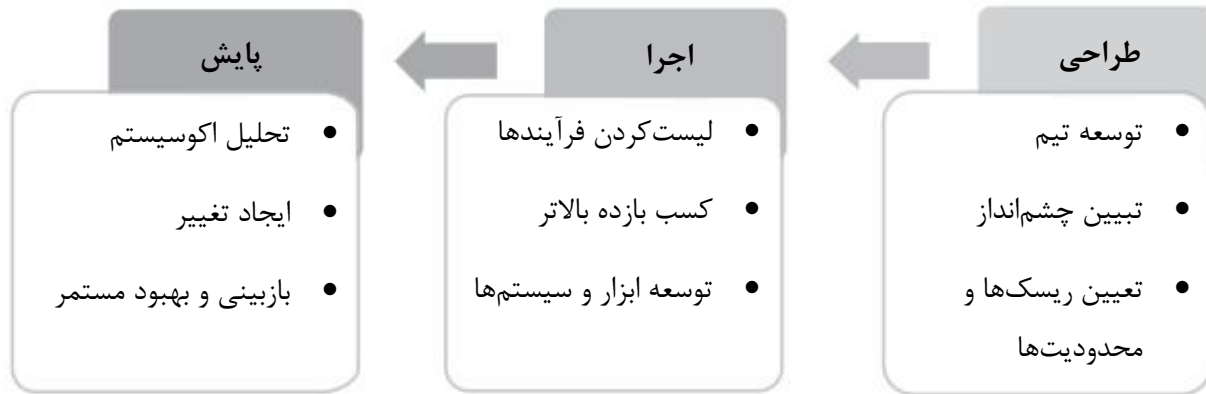 طراحی
• توسعه تیم
• تبیین چشم‌انداز
• تعیین ریسک‌ها و
محدودیت‌ها
اجرا
• لیست‌کردن فرآیندها
• کسب بازده بالاتر
• توسعه ابزار و سیستم‌ها
پایش
• تحلیل اکوسیستم
• ایجاد تغییر
• بازبینی و بهبود مستمر